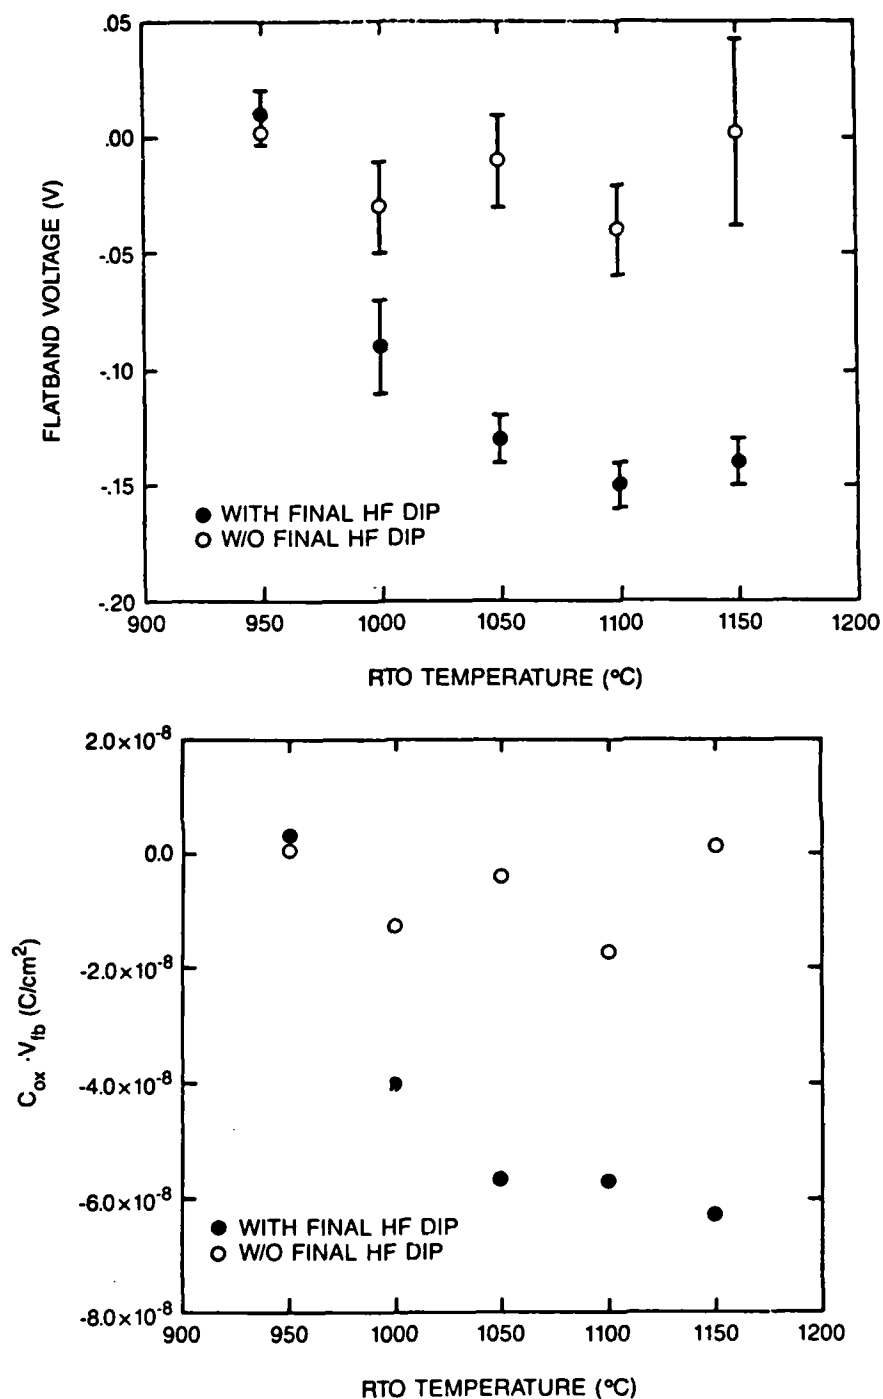 .05
.00
-.05
-.10
-.15
-.20
FLATBAND VOLTAGE (V)
● WITH FINAL HF DIP
○ W/O FINAL HF DIP
900 950 1000 1050 1100 1150 1200
RTO TEMPERATURE (°C)
2.0×10⁻⁸
0.0
-2.0×10⁻⁸
-4.0×10⁻⁸
-6.0×10⁻⁸
-8.0×10⁻⁸
Cox ·Vfb (C/cm²)
● WITH FINAL HF DIP
○ W/O FINAL HF DIP
900 950 1000 1050 1100 1150 1200
RTO TEMPERATURE (°C)